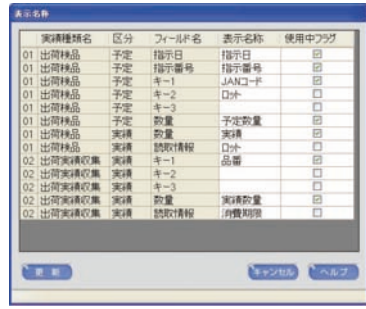 表示名称
実績種類名 区分 フィールド名 表示名称 使用中フラグ
01 出荷検品 予定 指示日 指示日
01 出荷検品 予定 指示番号 指示番号
01 出荷検品 予定 キー1 JANコード
01 出荷検品 予定 キー2 ロット
01 出荷検品 予定 キー3
01 出荷検品 予定 数量 予定数量
01 出荷検品 実績 数量 実績
01 出荷検品 実績 読取情報 ロット
02 出荷実績収集 実績 キー1 品番
02 出荷実績収集 実績 キー2
02 出荷実績収集 実績 キー3
02 出荷実績収集 実績 数量 実績数量
02 出荷実績収集 実績 読取情報 消費期限
更新 キャンセル ヘルプ